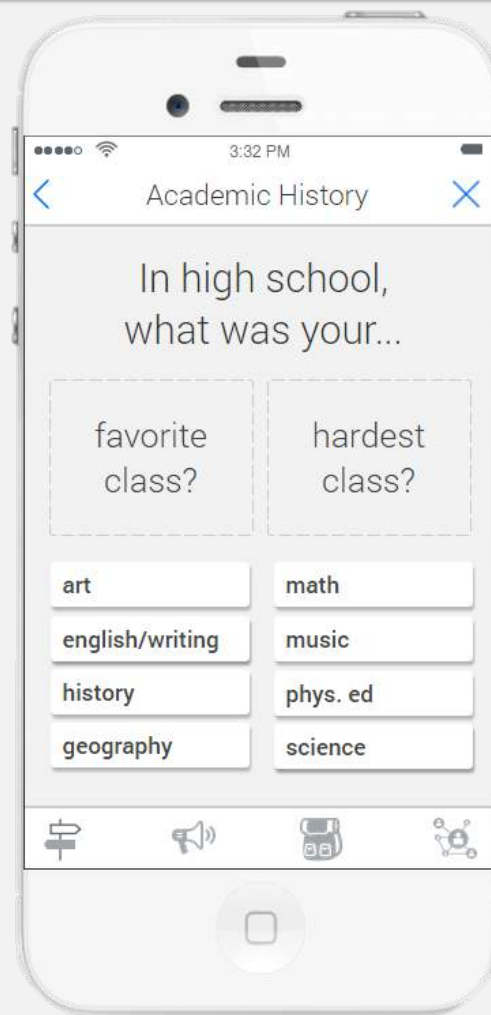 3:32 PM
Academic History
In high school,
what was your...
favorite
class?
hardest
class?
art
math
english/writing
music
history
phys. ed
geography
science